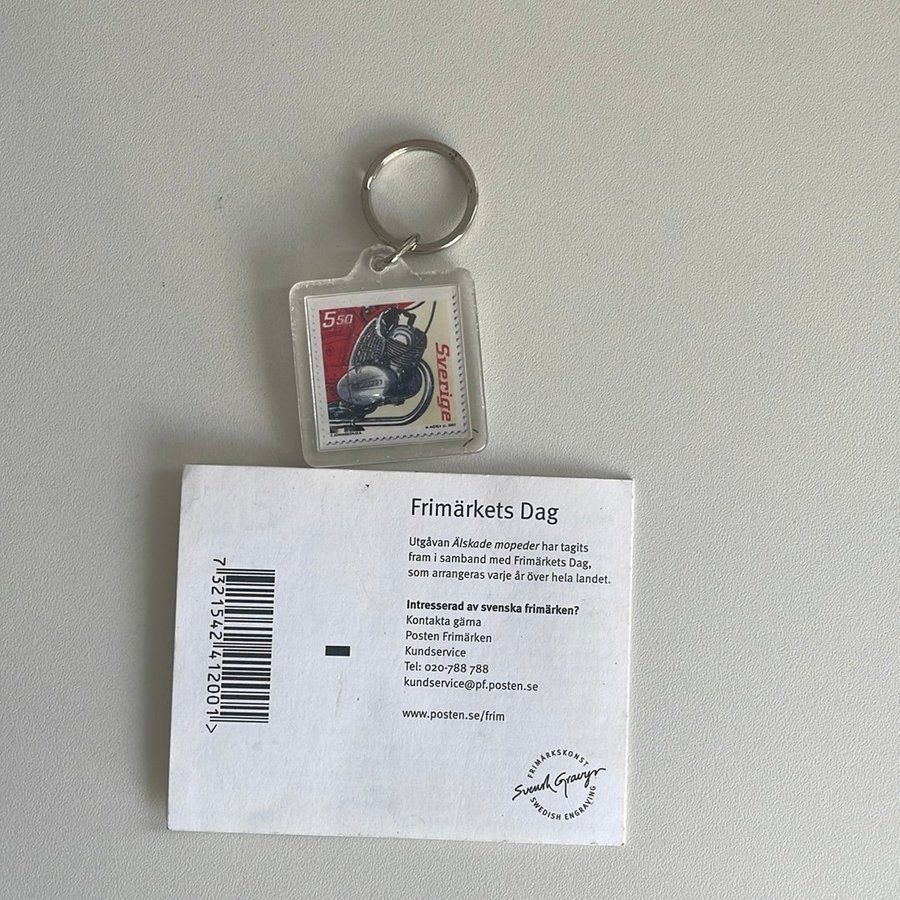 550
Sverige
Frimärkets Dag
Utgåvan Älskade mopeder har tagits
fram i samband med Frimärkets Dag,
som arrangeras varje år över hela landet.
Intresserad av svenska frimärken?
Kontakta gärna
Posten Frimärken
Kundservice
Tel: 020-788 788
kundservice@pf.posten.se
www.posten.se/frim
7 321542 412001 >
FRIMÄRKSKONST
Svensk Gravyr
SWEDISH ENGRAVING